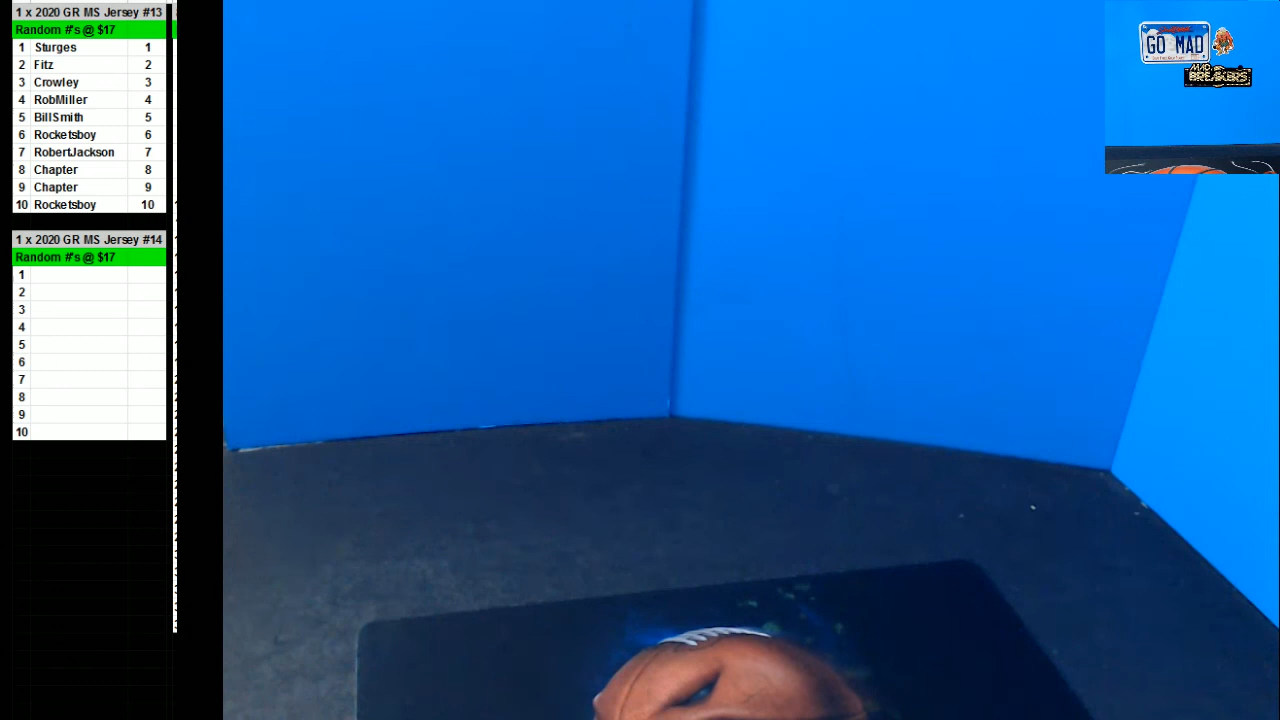 1 x 2020 GR MS Jersey #13
Random #'s @ $17
1 Sturges 1
2 Fitz 2
3 Crowley 3
4 RobMiller 4
5 BillSmith 5
6 Rocketsboy 6
7 RobertJackson 7
8 Chapter 8
9 Chapter 9
10 Rocketsboy 10
1 x 2020 GR MS Jersey #14
Random #'s @ $17
1
2
3
4
5
6
7
8
9
10
GO MAD
MAD
BREAKERS